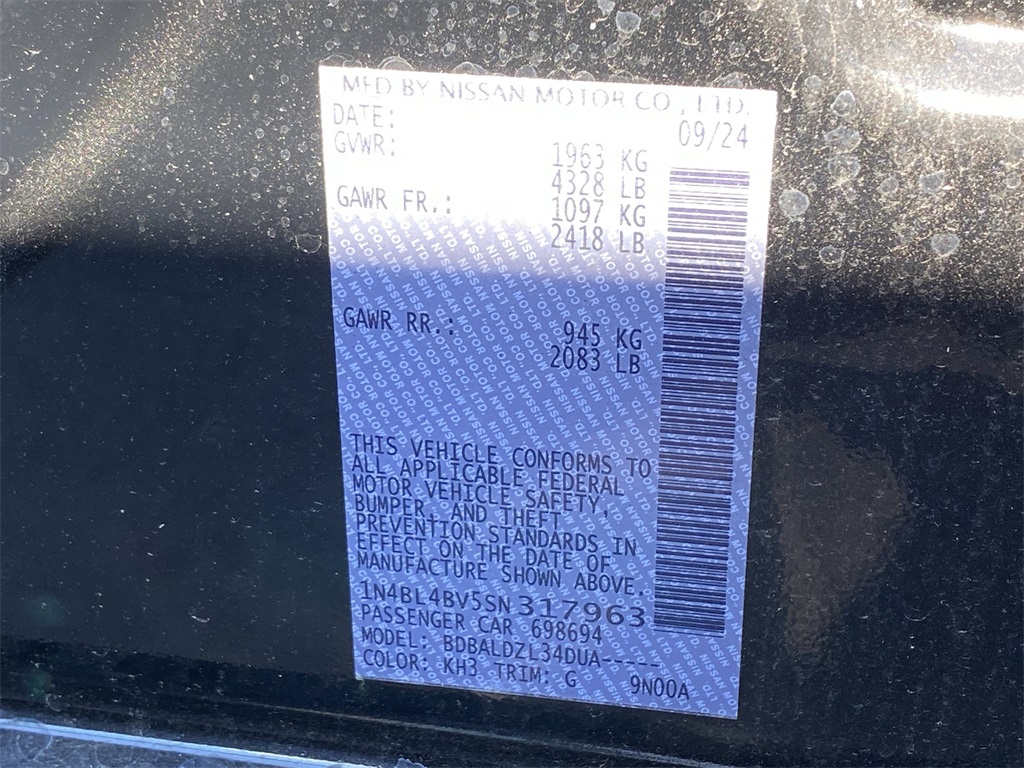 MFD BY NISSAN MOTOR CO., LTD.
DATE: 09/24
GVWR: 1963 KG
4328 LB
GAWR FR.: 1097 KG
2418 LB
GAWR RR.: 945 KG
2083 LB
THIS VEHICLE CONFORMS TO
ALL APPLICABLE FEDERAL
MOTOR VEHICLE SAFETY,
BUMPER, AND THEFT
PREVENTION STANDARDS IN
EFFECT ON THE DATE OF
MANUFACTURE SHOWN ABOVE.
1N4BL4BV5SN317963
PASSENGER CAR 698694
MODEL: BDBALDZL34DUA-----
COLOR: KH3 TRIM: G 9N00A